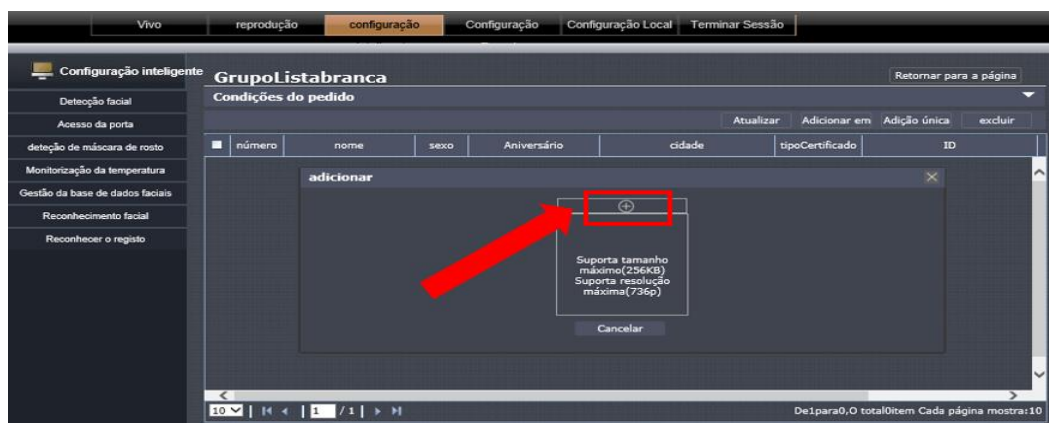 Vivo reprodução configuração Configuração Configuração Local Terminar Sessão
Configuração inteligente
Detecção facial
Acesso da porta
deteção de máscara de rosto
Monitorização da temperatura
Gestão da base de dados faciais
Reconhecimento facial
Reconhecer o registo
GrupoListabranca Retornar para a página
Condições do pedido
Atualizar Adicionar em Adição única excluir
número nome sexo Aniversário cidade tipoCertificado ID
adicionar
Suporta tamanho
máximo(256KB)
Suporta resolução
máxima(736p)
Cancelar
10 1 / 1 De1para0,O total0item Cada página mostra:10